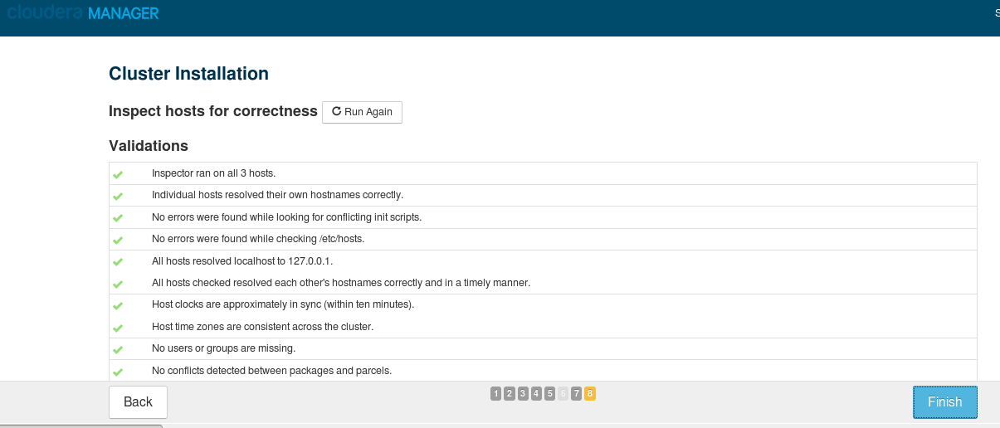 cloudera MANAGER
S
Cluster Installation
Inspect hosts for correctness Run Again
Validations
Inspector ran on all 3 hosts.
Individual hosts resolved their own hostnames correctly.
No errors were found while looking for conflicting init scripts.
No errors were found while checking /etc/hosts.
All hosts resolved localhost to 127.0.0.1.
All hosts checked resolved each other's hostnames correctly and in a timely manner.
Host clocks are approximately in sync (within ten minutes).
Host time zones are consistent across the cluster.
No users or groups are missing.
No conflicts detected between packages and parcels.
Back 1 2 3 4 5 6 7 8 Finish